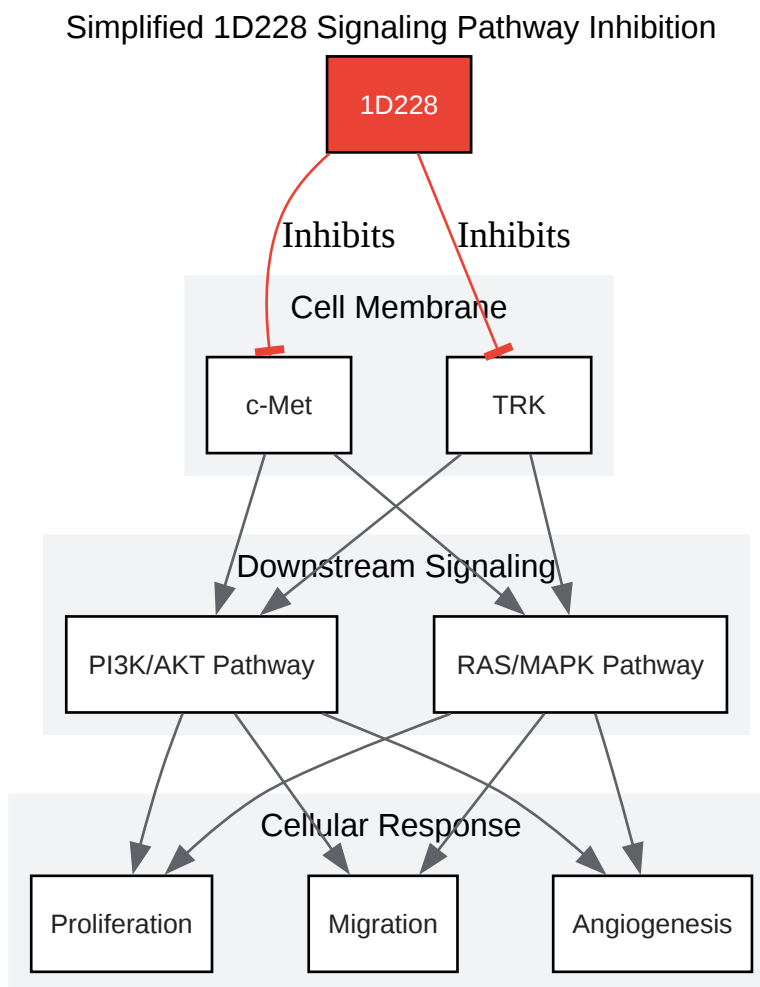 Simplified 1D228 Signaling Pathway Inhibition
1D228
Inhibits
Inhibits
Cell Membrane
c-Met
TRK
Downstream Signaling
PI3K/AKT Pathway
RAS/MAPK Pathway
Cellular Response
Proliferation
Migration
Angiogenesis